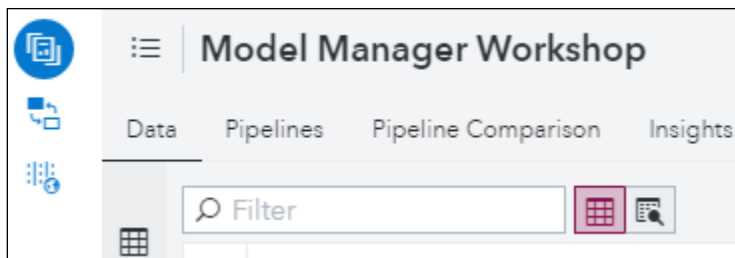 Model Manager Workshop
Data Pipelines Pipeline Comparison Insights
Filter